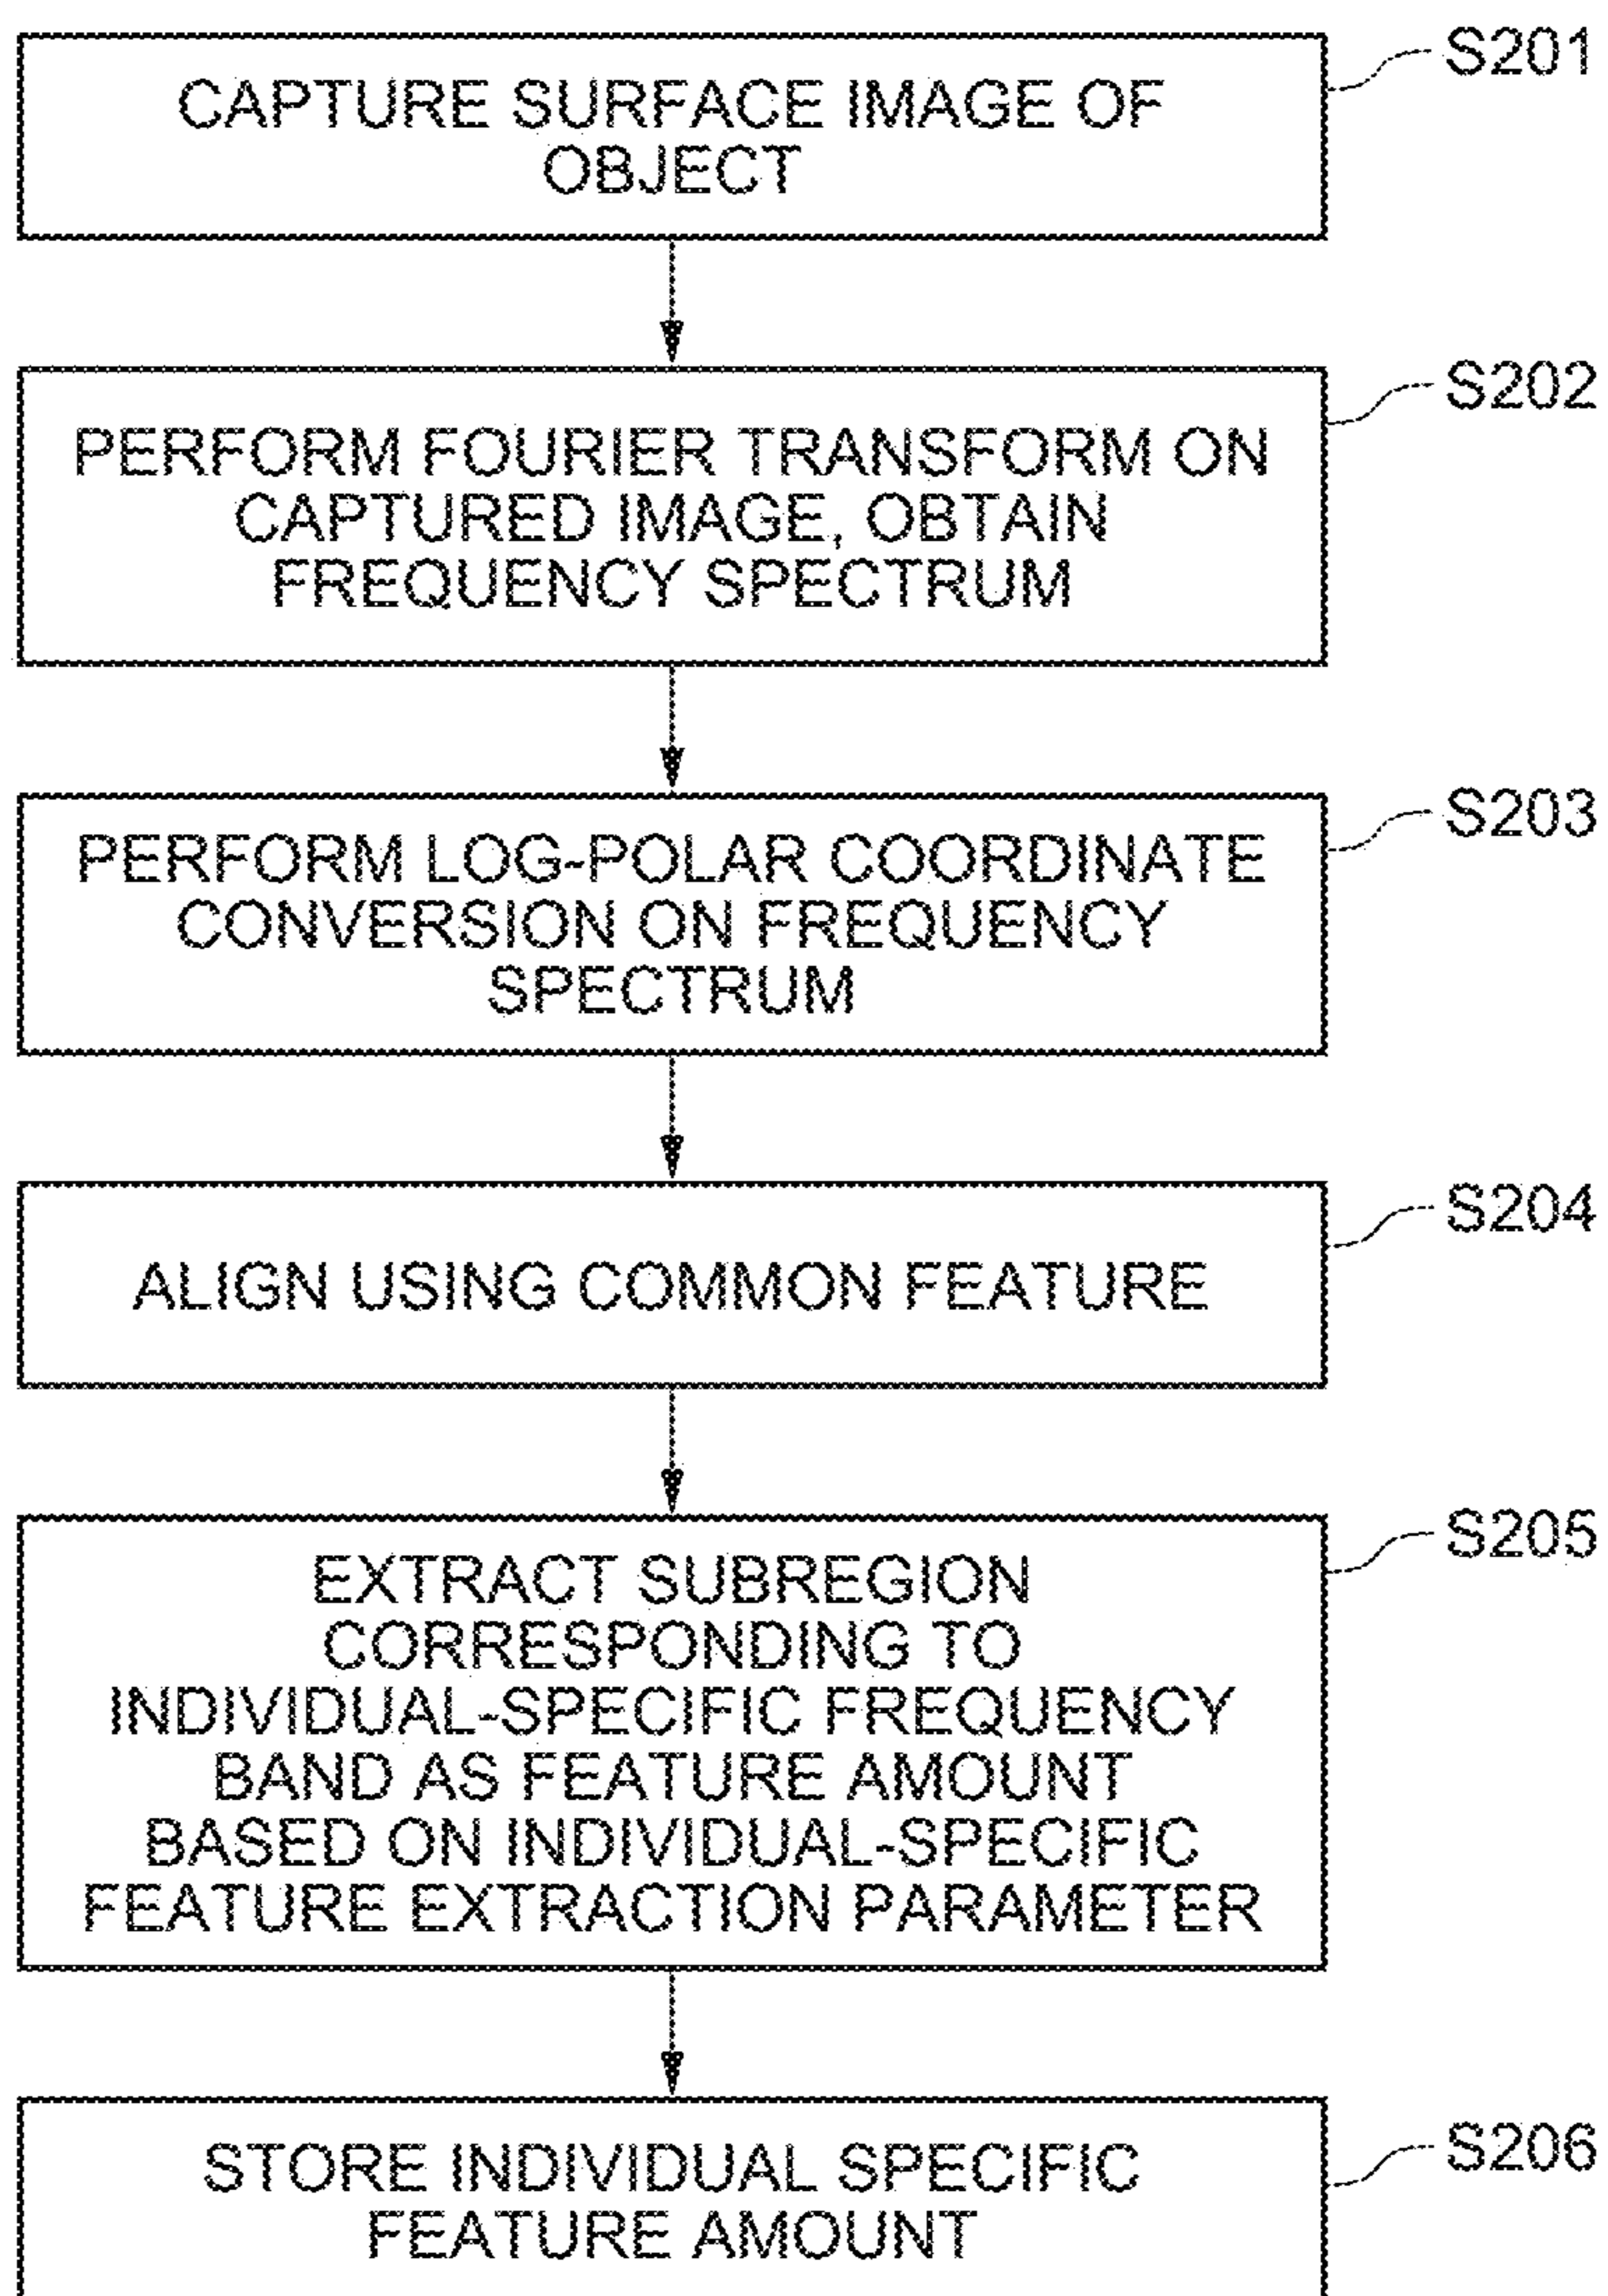 S201
CAPTURE SURFACE IMAGE OF
OBJECT
S202
PERFORM FOURIER TRANSFORM ON
CAPTURED IMAGE, OBTAIN
FREQUENCY SPECTRUM
S203
PERFORM LOG-POLAR COORDINATE
CONVERSION ON FREQUENCY
SPECTRUM
S204
ALIGN USING COMMON FEATURE
S205
EXTRACT SUBREGION
CORRESPONDING TO
INDIVIDUAL-SPECIFIC FREQUENCY
BAND AS FEATURE AMOUNT
BASED ON INDIVIDUAL-SPECIFIC
FEATURE EXTRACTION PARAMETER
S206
STORE INDIVIDUAL SPECIFIC
FEATURE AMOUNT